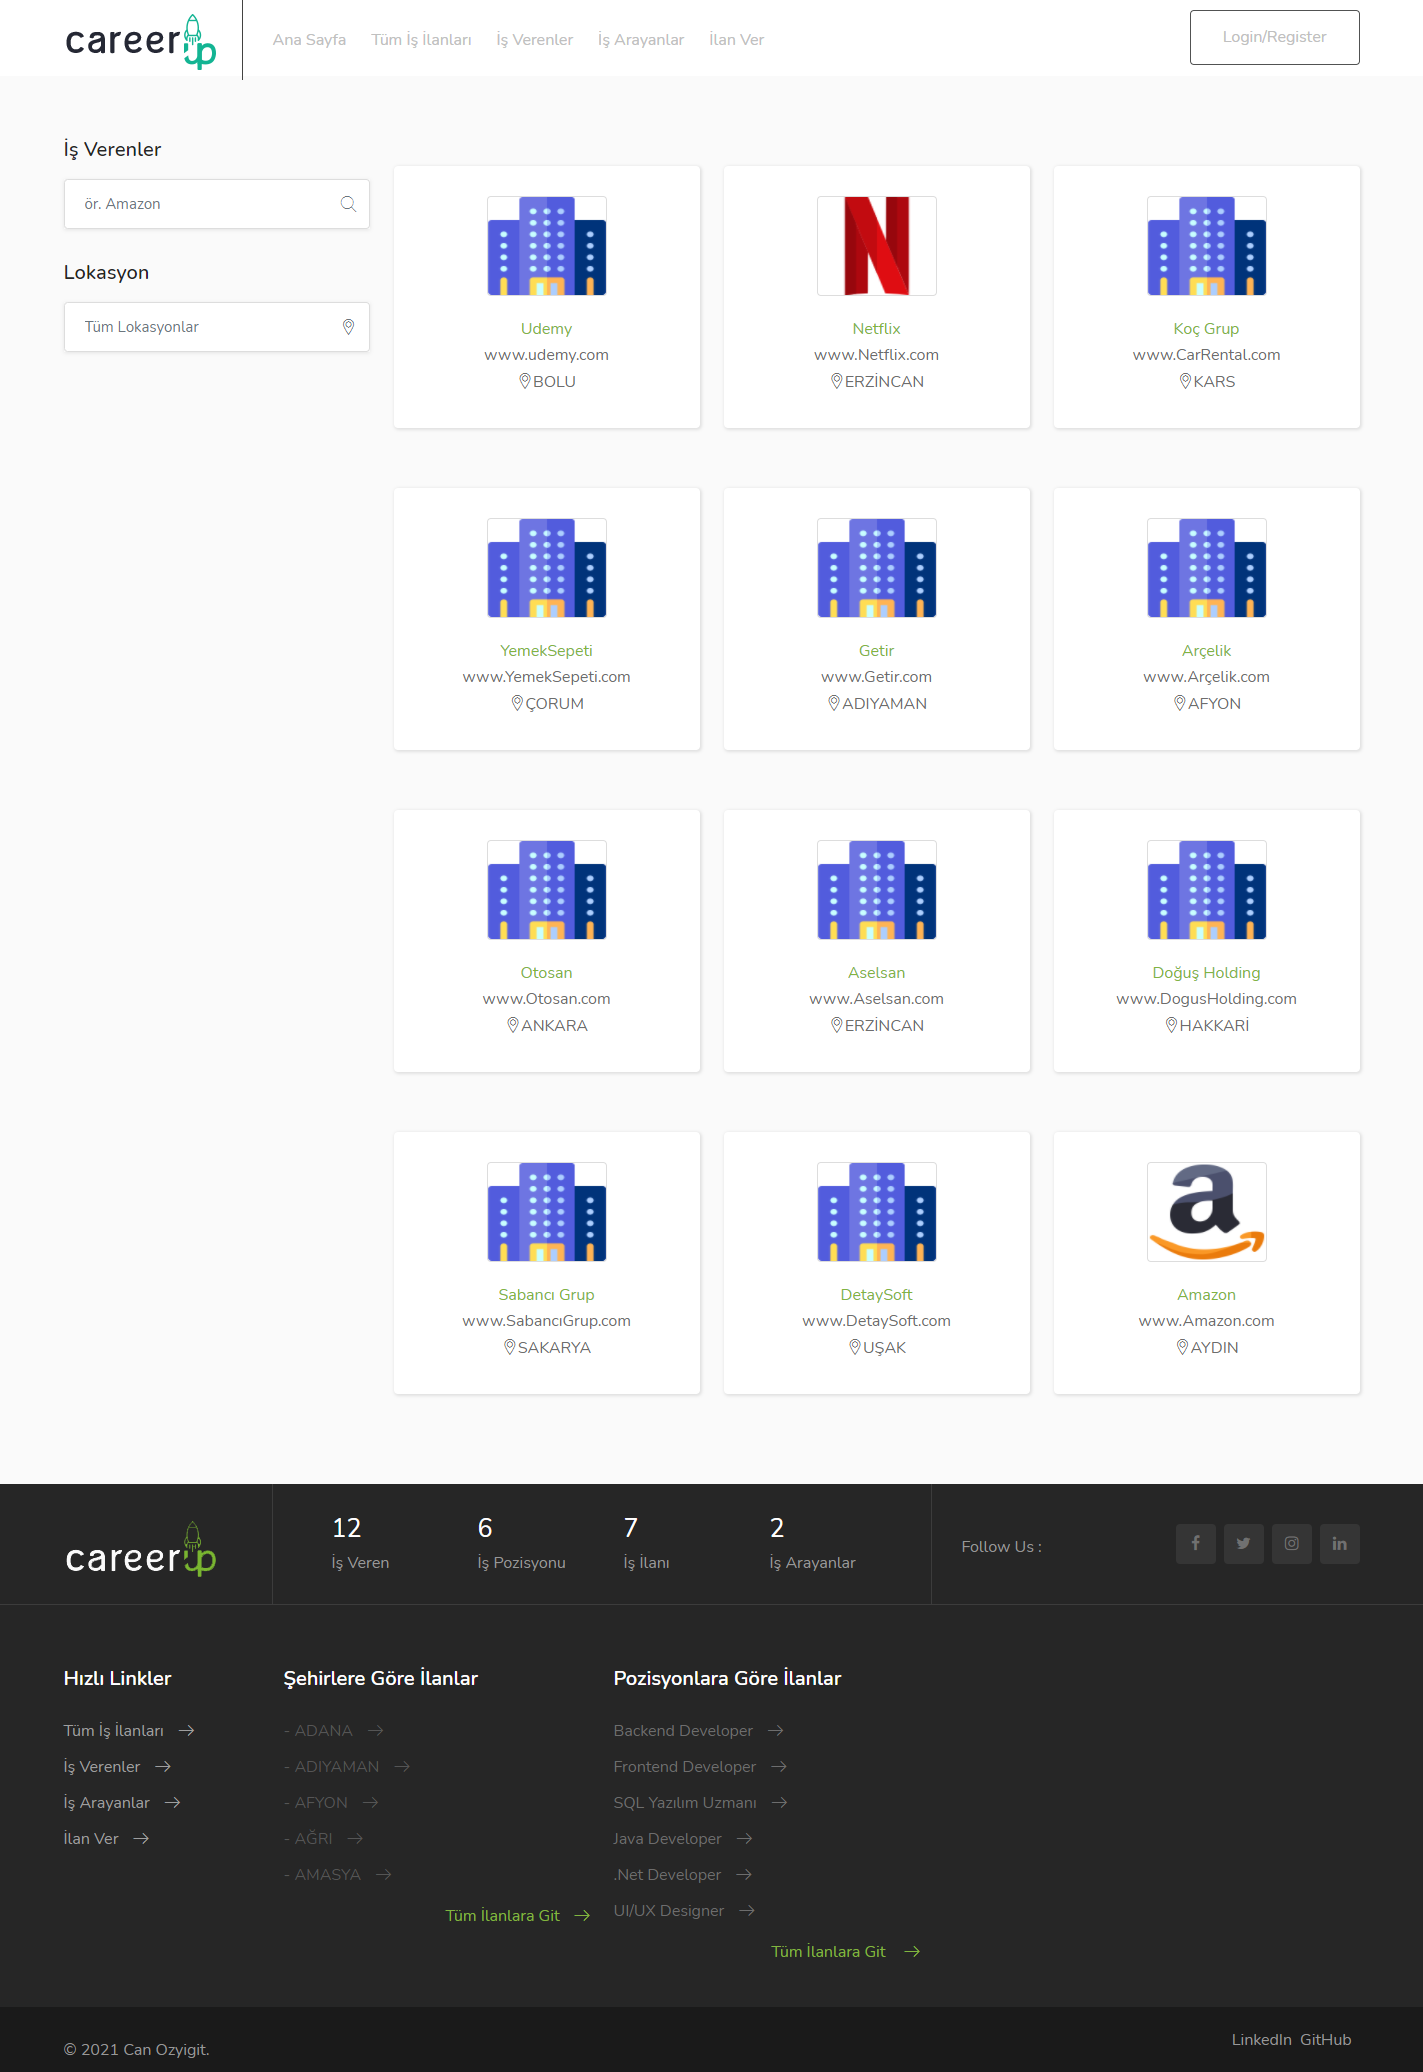 careerup
Ana Sayfa
Tüm İş İlanları
İş Verenler
İş Arayanlar
İlan Ver
Login/Register
İş Verenler
ör. Amazon
Lokasyon
Tüm Lokasyonlar
Udemy
www.udemy.com
BOLU
Netflix
www.Netflix.com
ERZİNCAN
Koç Grup
www.CarRental.com
KARS
YemekSepeti
www.YemekSepeti.com
ÇORUM
Getir
www.Getir.com
ADIYAMAN
Arçelik
www.Arçelik.com
AFYON
Otosan
www.Otosan.com
ANKARA
Aselsan
www.Aselsan.com
ERZİNCAN
Doğuş Holding
www.DogusHolding.com
HAKKARİ
Sabancı Grup
www.SabancıGrup.com
SAKARYA
DetaySoft
www.DetaySoft.com
UŞAK
Amazon
www.Amazon.com
AYDIN
careerup
12
İş Veren
6
İş Pozisyonu
7
İş İlanı
2
İş Arayanlar
Follow Us :
Hızlı Linkler
Tüm İş İlanları
İş Verenler
İş Arayanlar
İlan Ver
Şehirlere Göre İlanlar
- ADANA
- ADIYAMAN
- AFYON
- AĞRI
- AMASYA
Tüm İlanlara Git
Pozisyonlara Göre İlanlar
Backend Developer
Frontend Developer
SQL Yazılım Uzmanı
Java Developer
.Net Developer
UI/UX Designer
Tüm İlanlara Git
© 2021 Can Ozyigit.
LinkedIn GitHub